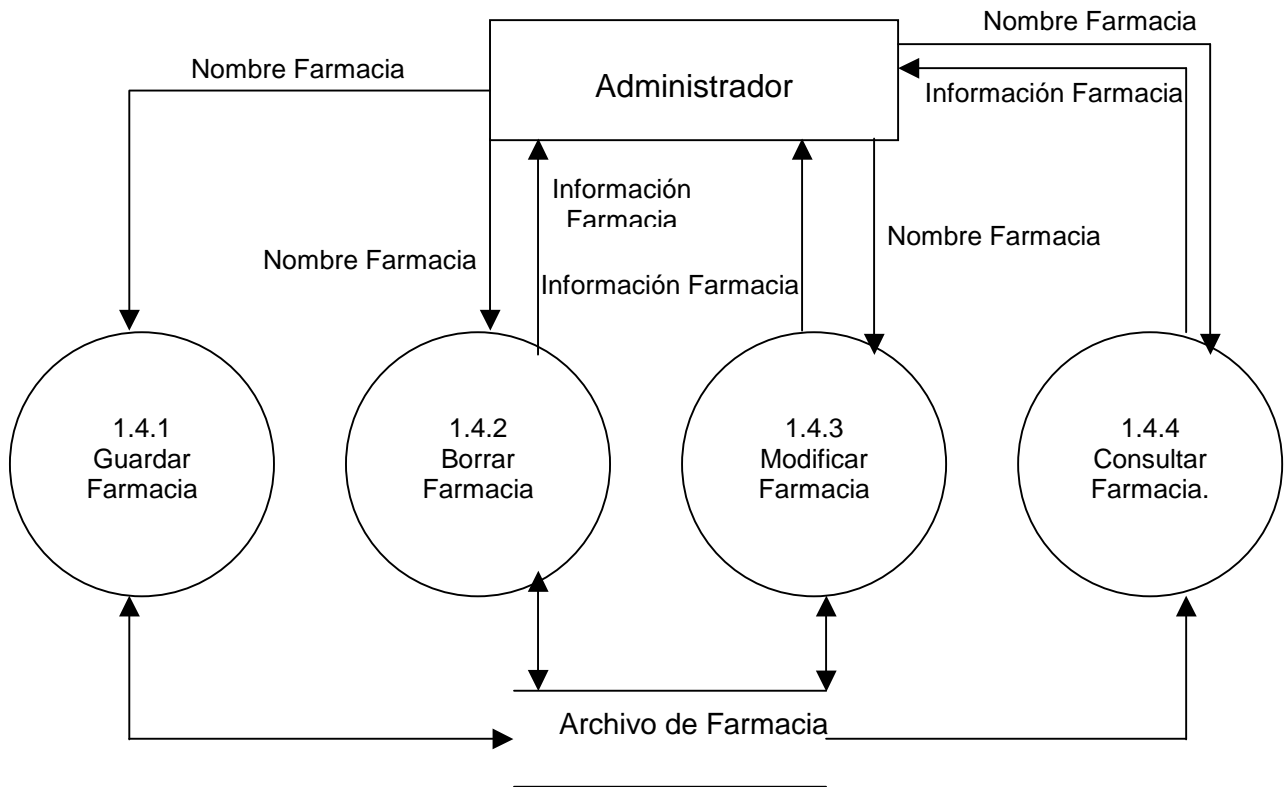 Nombre Farmacia
Nombre Farmacia
Administrador
Información Farmacia
Información
Farmacia
Nombre Farmacia
Nombre Farmacia
Información Farmacia
1.4.1
Guardar
Farmacia
1.4.2
Borrar
Farmacia
1.4.3
Modificar
Farmacia
1.4.4
Consultar
Farmacia.
Archivo de Farmacia